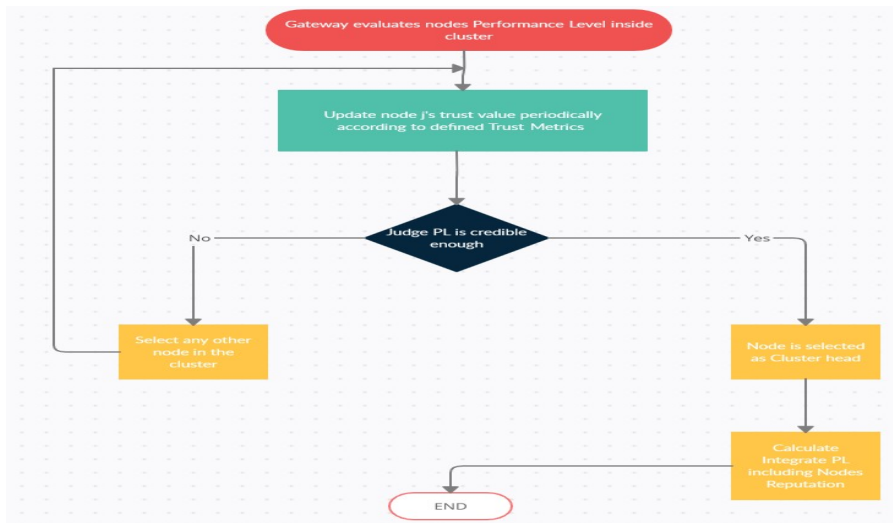 Gateway evaluates nodes Performance Level inside
cluster
Update node j's trust value periodically
according to defined Trust Metrics
Judge PL is credible
enough
No
Yes
Select any other
node in the
cluster
Node is selected
as Cluster head
Calculate
Integrate PL
including Nodes
Reputation
END